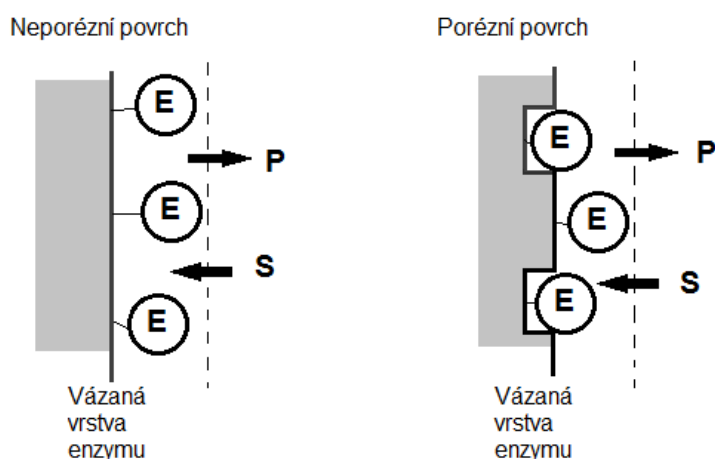 Neporézní povrch
E
P
E
S
E
Vázaná
vrstva
enzymu
Porézní povrch
E
P
E
S
E
Vázaná
vrstva
enzymu